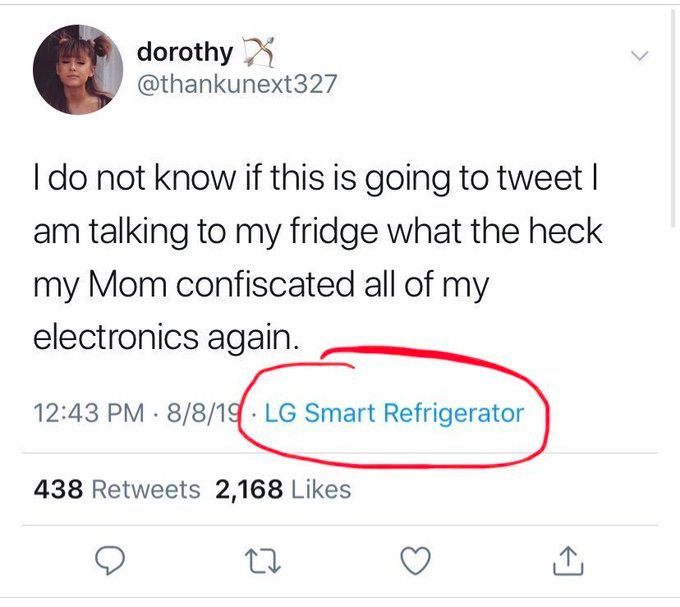 dorothy 🏹
@thankunext327
I do not know if this is going to tweet I
am talking to my fridge what the heck
my Mom confiscated all of my
electronics again.
12:43 PM · 8/8/19 · LG Smart Refrigerator
438 Retweets 2,168 Likes